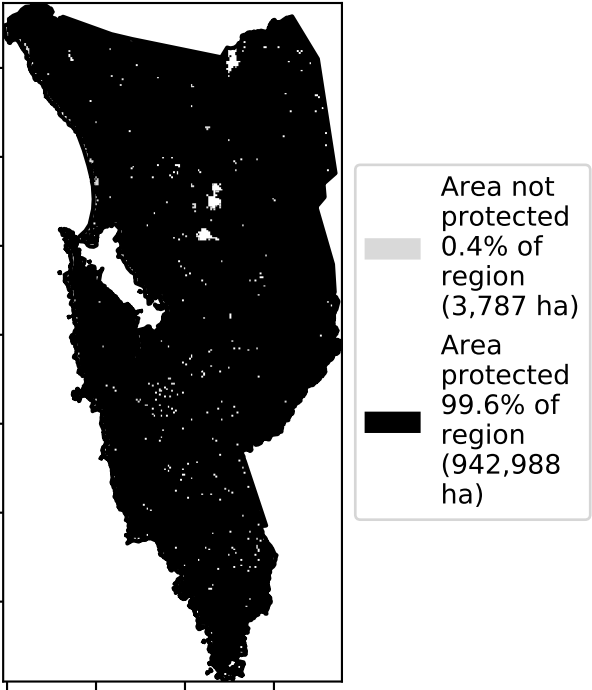 Area not
protected
0.4% of
region
(3,787 ha)
Area
protected
99.6% of
region
(942,988
ha)